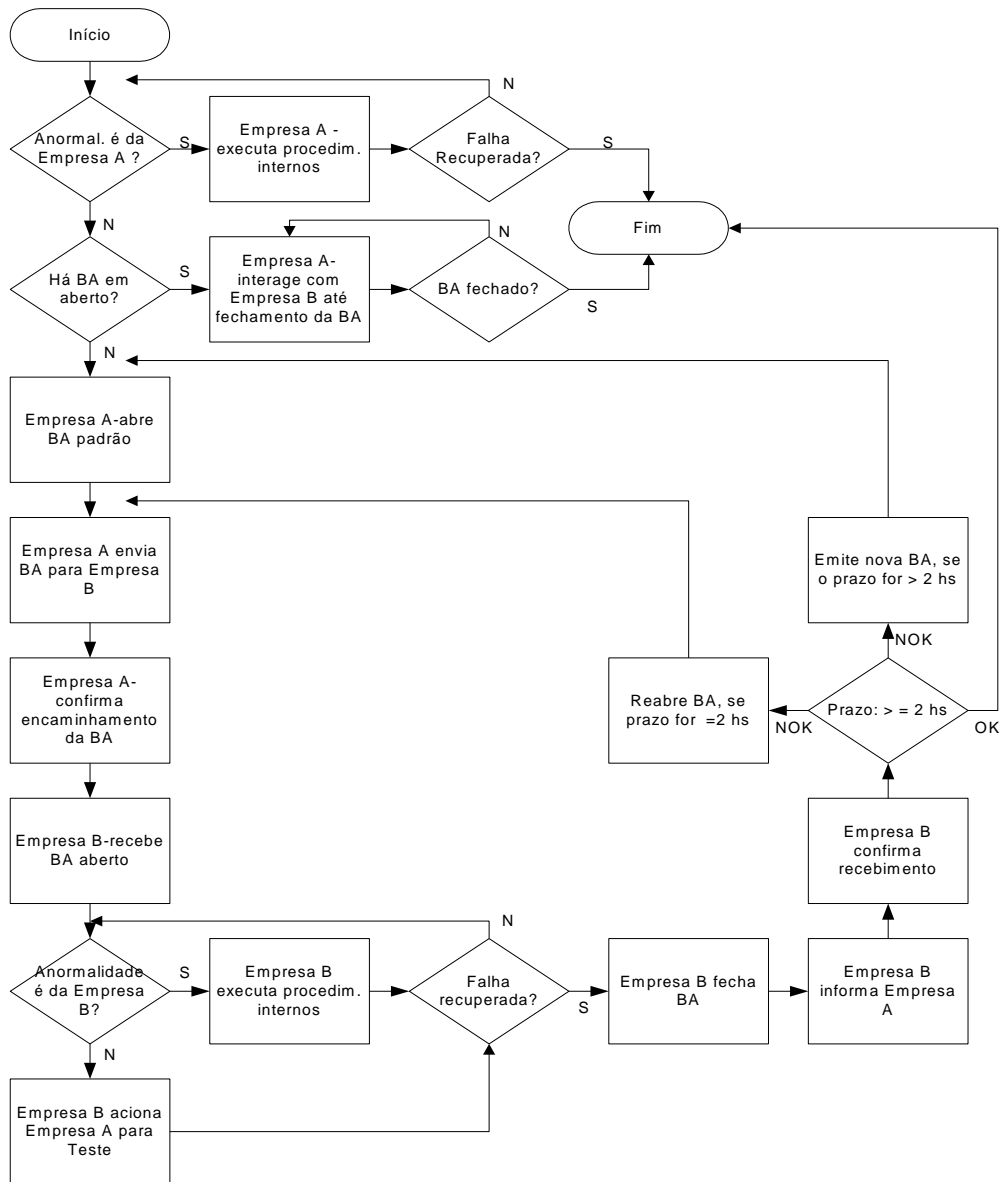 Início
N
Anormal. é da
Empresa A ?
S
Empresa A -
executa procedim.
internos
Falha
Recuperada?
S
N
Fim
N
Há BA em
aberto?
S
Empresa A-
interage com
Empresa B até
fechamento da BA
BA fechado?
S
N
Empresa A-abre
BA padrão
Empresa A envia
BA para Empresa
B
Emite nova BA, se
o prazo for > 2 hs
NOK
Empresa A-
confirma
encaminhamento
da BA
Reabre BA, se
prazo for =2 hs
NOK
Prazo: > = 2 hs
OK
Empresa B-recebe
BA aberto
Empresa B
confirma
recebimento
N
Anormalidade
é da Empresa
B?
S
Empresa B
executa procedim.
internos
Falha
recuperada?
S
Empresa B fecha
BA
Empresa B
informa Empresa
A
N
Empresa B aciona
Empresa A para
Teste